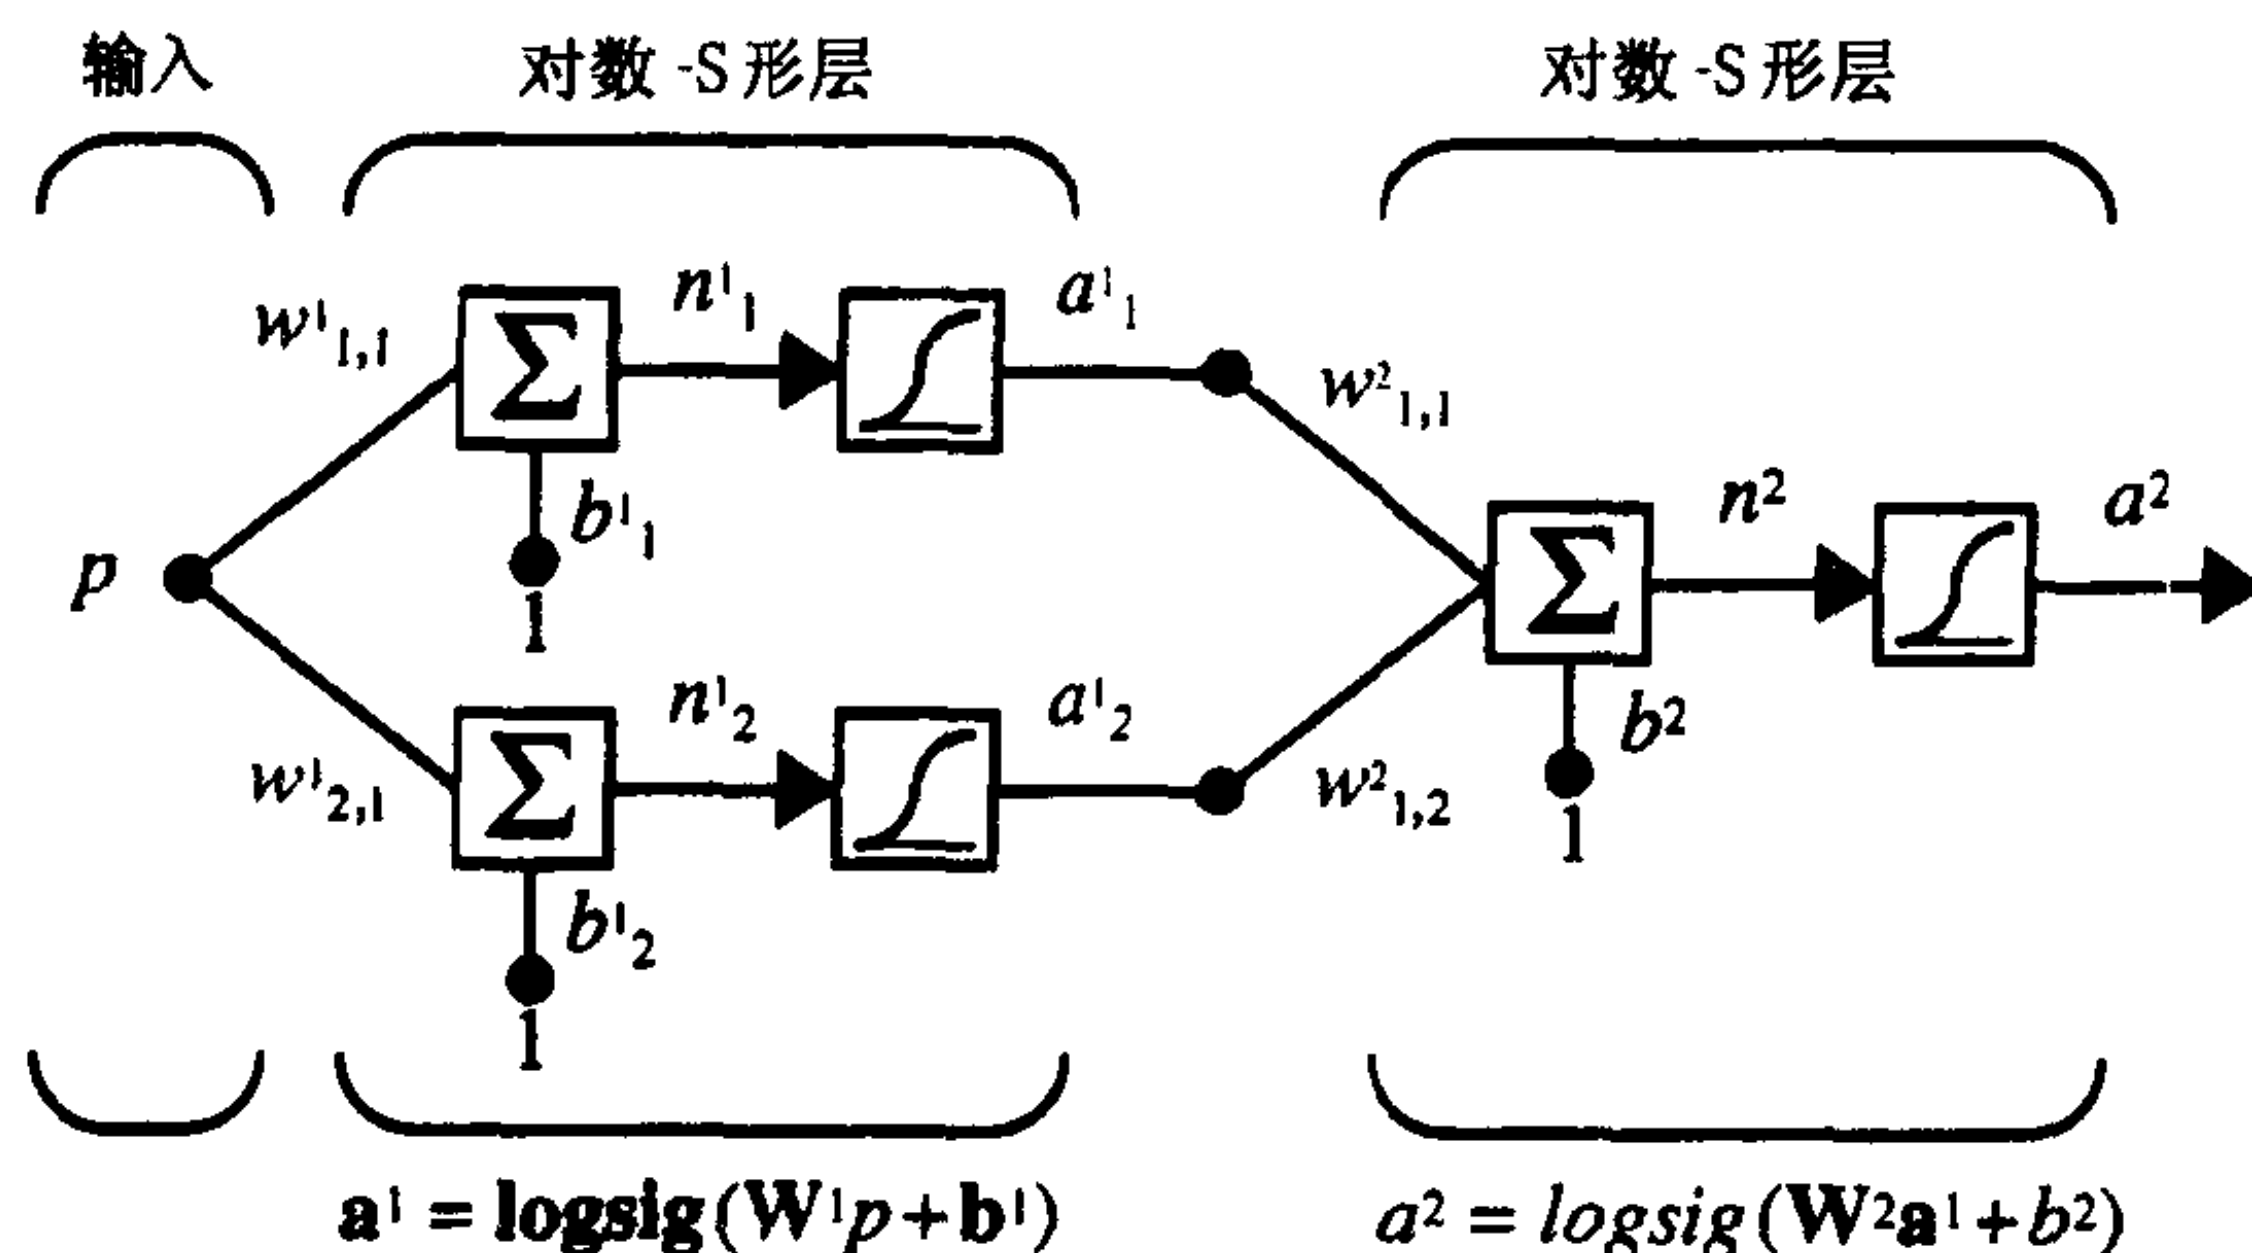 输入 对数 -S 形层 对数 -S 形层
w¹₁,₁ Σ n¹₁ a¹₁ w²₁,₁
b¹₁
1
p Σ n² a²
b²
1
w¹₂,₁ Σ n¹₂ a¹₂ w²₁,₂
b¹₂
1
a¹ = logsig(W¹p+b¹) a² = logsig(W²a¹+b²)